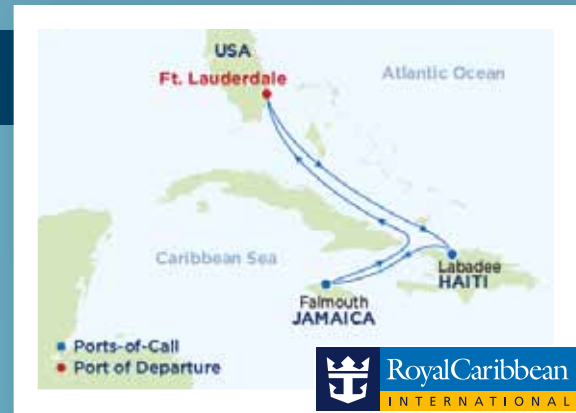 USA
Ft. Lauderdale
Atlantic Ocean
Caribbean Sea
Labadee
HAITI
Falmouth
JAMAICA
Ports-of-Call
Port of Departure
RoyalCaribbean
INTERNATIONAL